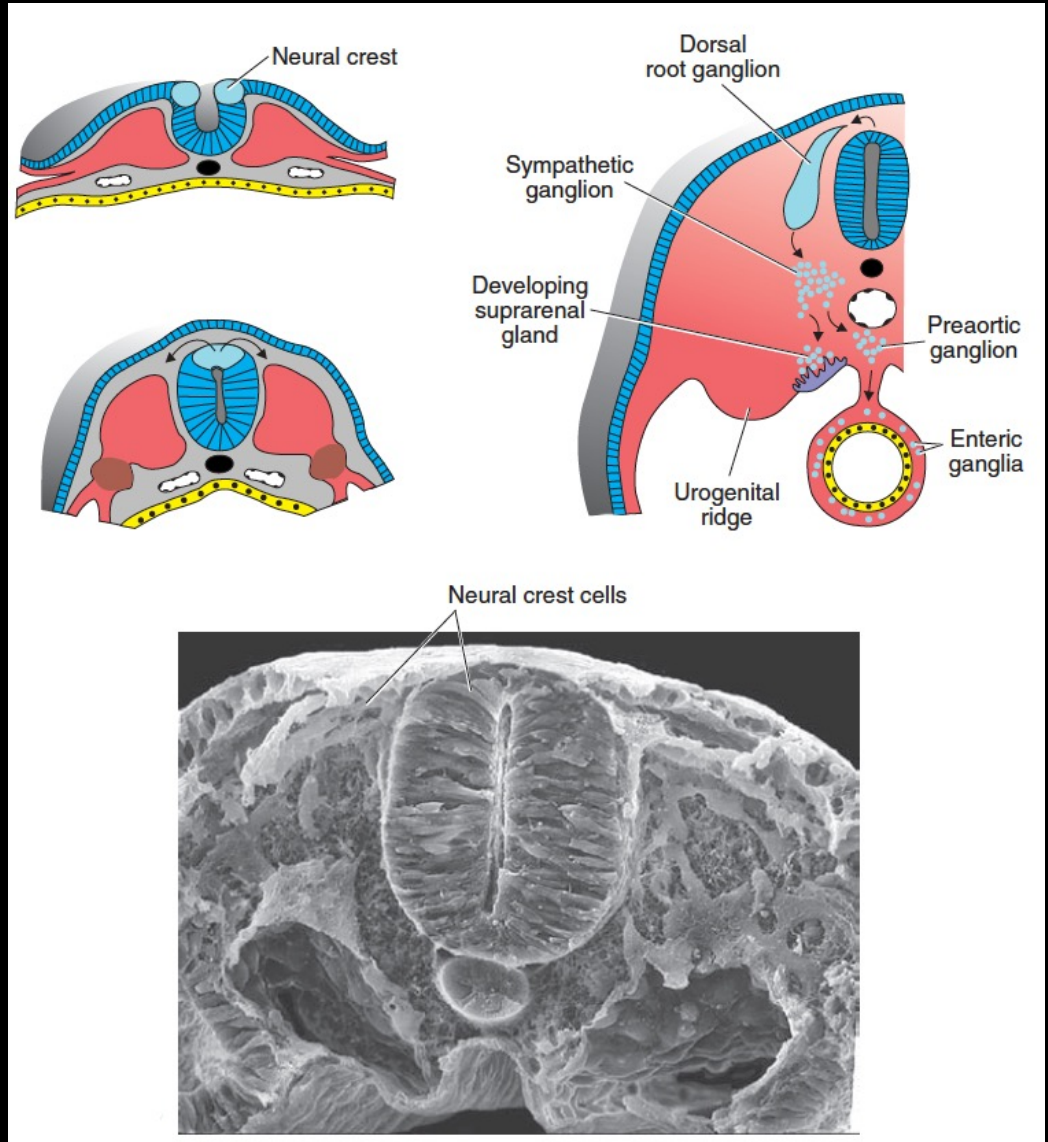 Neural crest
Dorsal
root ganglion
Sympathetic
ganglion
Developing
suprarenal
gland
Preaortic
ganglion
Enteric
ganglia
Urogenital
ridge
Neural crest cells